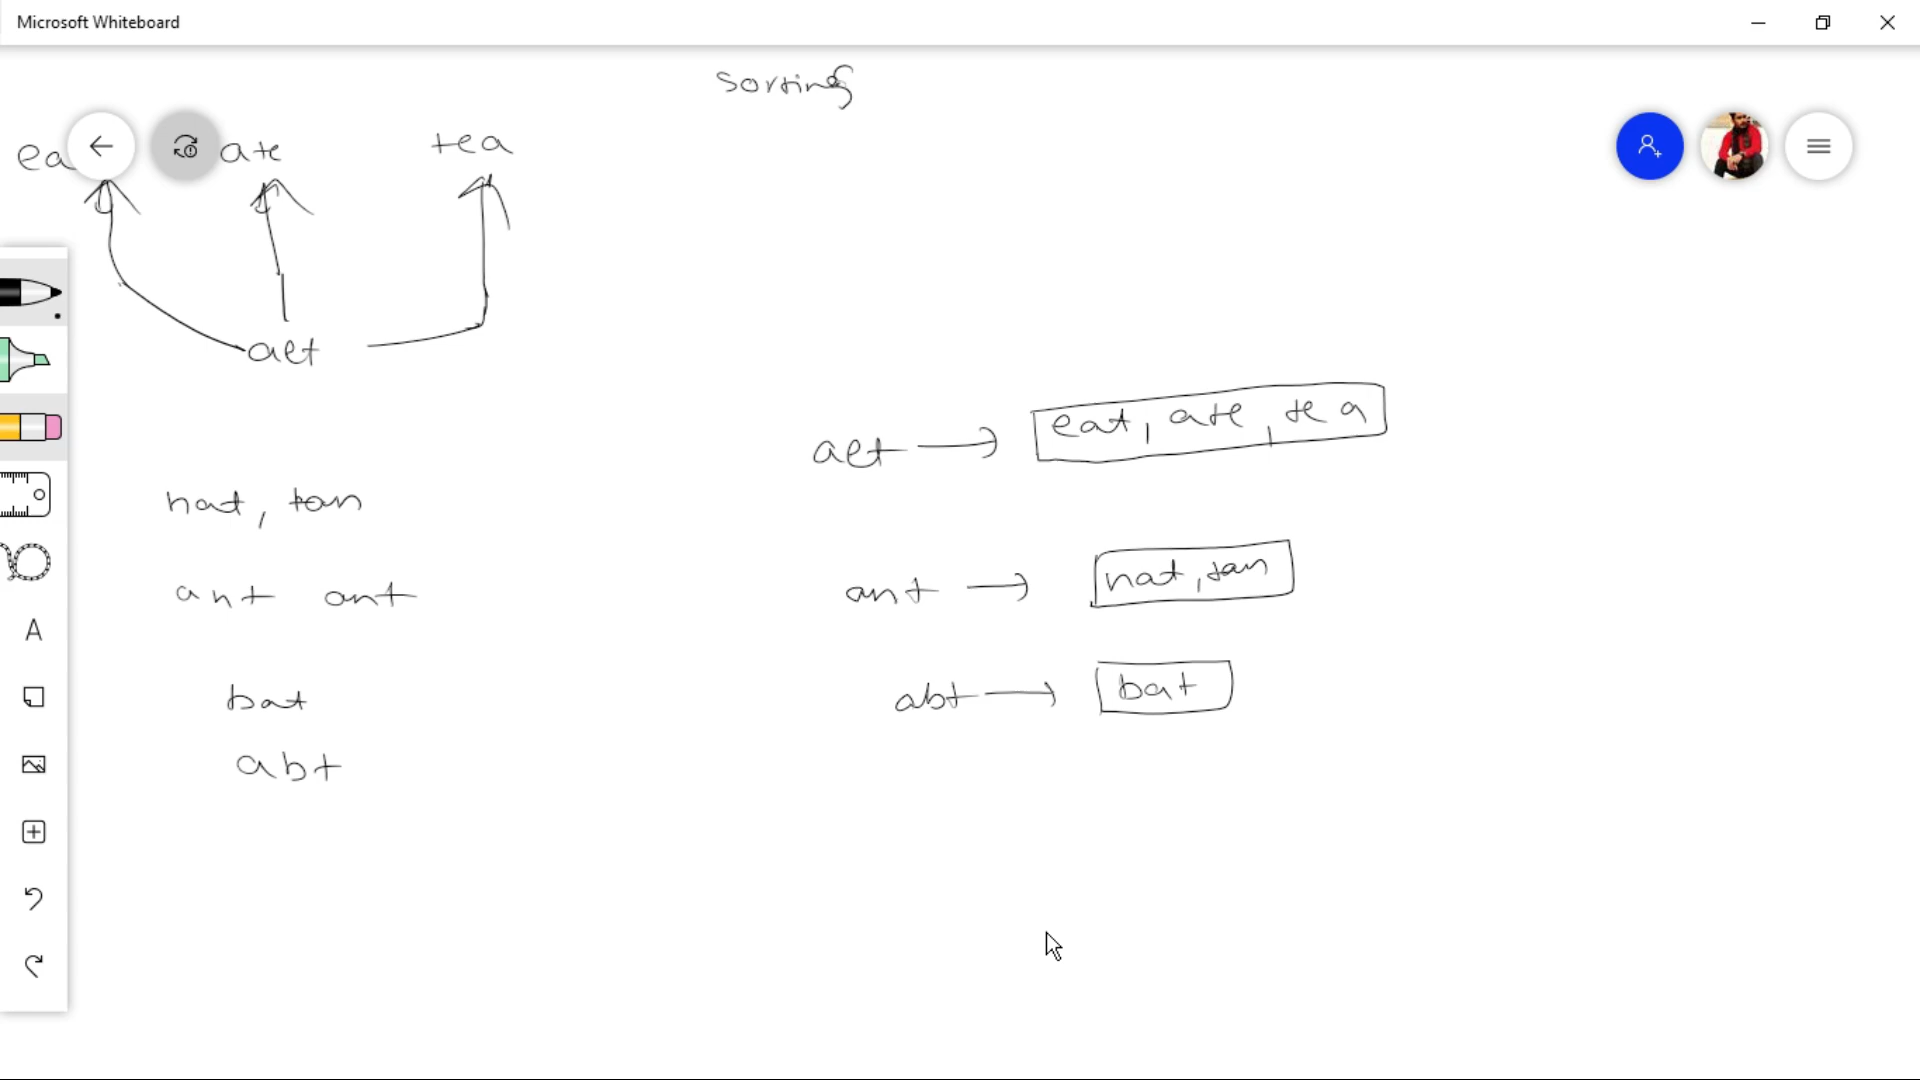 Microsoft Whiteboard
sorting
ea ate tea
aet
aet → eat, ate, tea
nat, tan
ant ant
ant → nat, tan
bat
abt → bat
abt
A